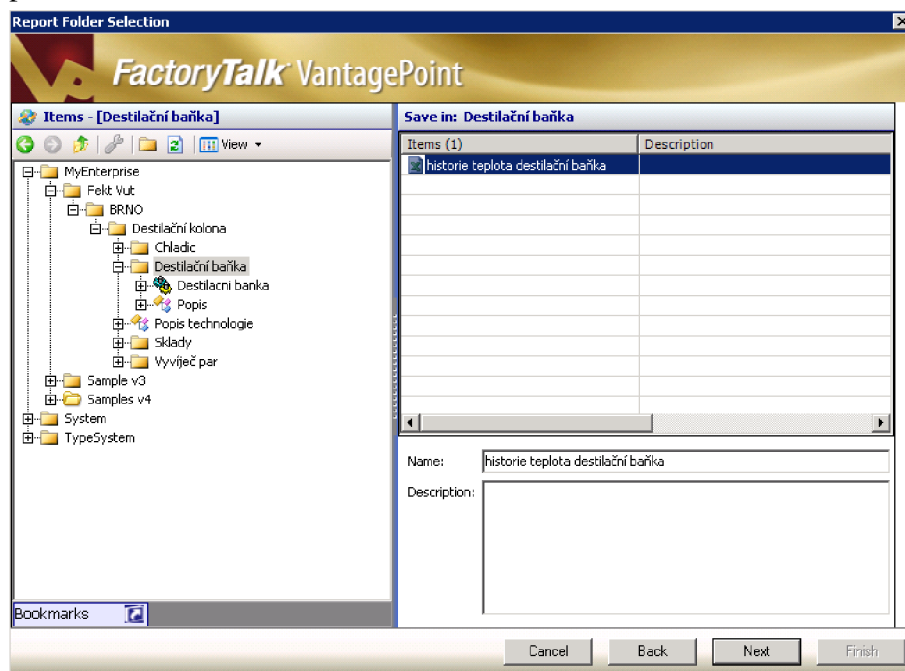 Report Folder Selection
FactoryTalk VantagePoint
Items - [Destilační baňka]
View
MyEnterprise
Fekt Vut
BRNO
Destilační kolona
Chladic
Destilační baňka
Destilacni banka
Popis
Popis technologie
Sklady
Vyvíječ par
Sample v3
Samples v4
System
TypeSystem
Bookmarks
Save in: Destilační baňka
Items (1) Description
historie teplota destilační baňka
Name: historie teplota destilační baňka
Description:
Cancel Back Next Finish